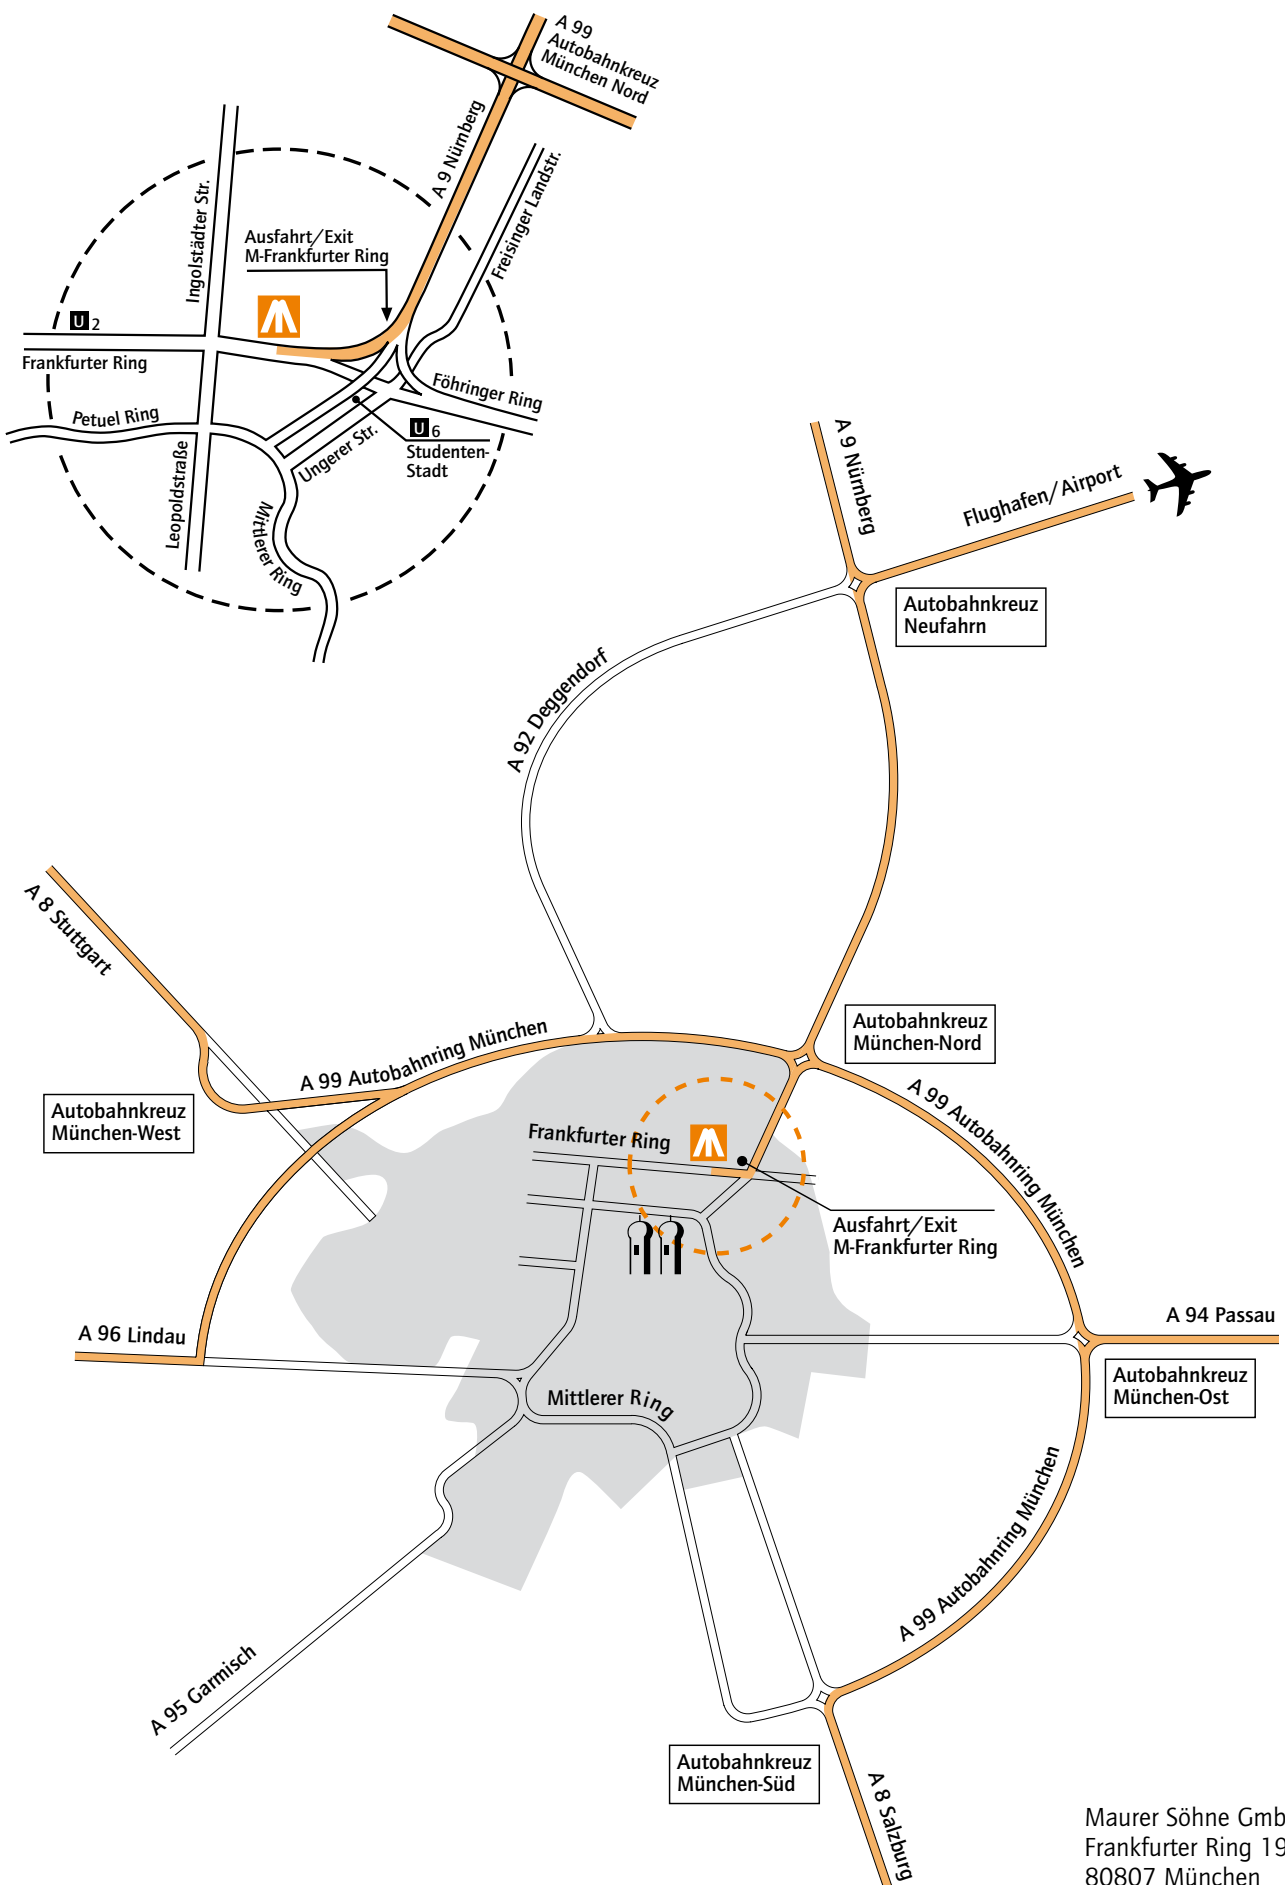 A 99
Autobahnkreuz
München Nord
A 9 Nürnberg
Freisinger Landstr.
Ingolstädter Str.
Ausfahrt/Exit
M-Frankfurter Ring
U 2
Frankfurter Ring
Föhringer Ring
Petuel Ring
U 6
Studenten-
Stadt
Ungerer Str.
Leopoldstraße
Mittlerer Ring
A 9 Nürnberg
Flughafen/Airport
Autobahnkreuz
Neufahrn
A 92 Deggendorf
A 8 Stuttgart
Autobahnkreuz
München-Nord
A 99 Autobahnring München
A 99 Autobahnring München
Autobahnkreuz
München-West
Frankfurter Ring
Ausfahrt/Exit
M-Frankfurter Ring
A 94 Passau
A 96 Lindau
Autobahnkreuz
München-Ost
Mittlerer Ring
A 99 Autobahnring München
A 95 Garmisch
Autobahnkreuz
München-Süd
A 8 Salzburg
Maurer Söhne Gmb
Frankfurter Ring 19
80807 München